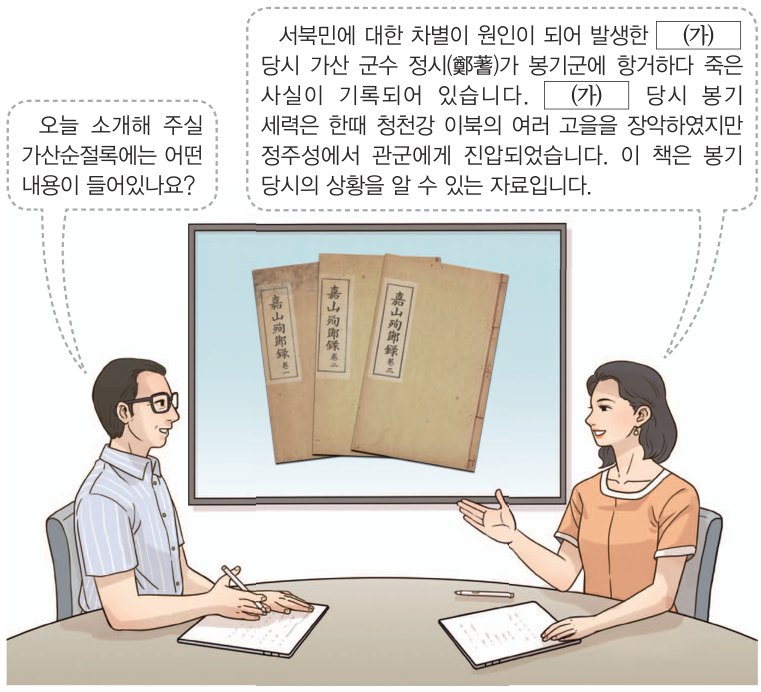 오늘 소개해 주실
가산순절록에는 어떤
내용이 들어있나요?
서북민에 대한 차별이 원인이 되어 발생한 (가)
당시 가산 군수 정시(鄭蓍)가 봉기군에 항거하다 죽은
사실이 기록되어 있습니다. (가) 당시 봉기
세력은 한때 청천강 이북의 여러 고을을 장악하였지만
정주성에서 관군에게 진압되었습니다. 이 책은 봉기
당시의 상황을 알 수 있는 자료입니다.
嘉山殉節錄 卷一
嘉山殉節錄 卷二
嘉山殉節錄 卷三